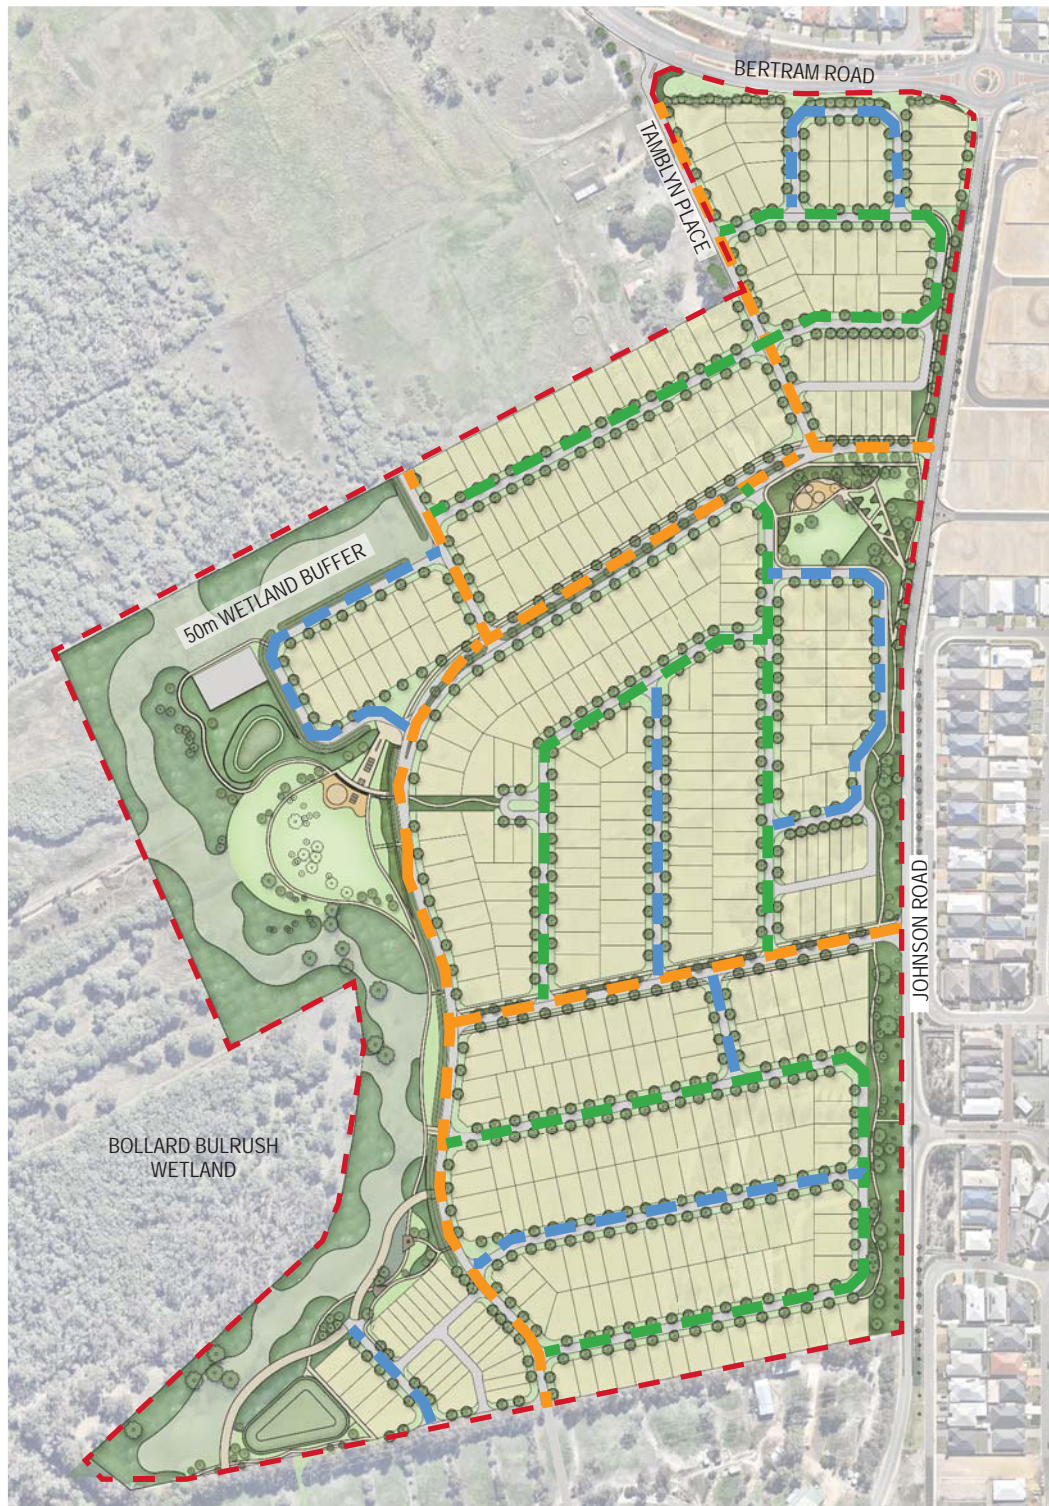 BERTRAM ROAD
TAMBLYN PLACE
50m WETLAND BUFFER
JOHNSON ROAD
BOLLARD BULRUSH
WETLAND